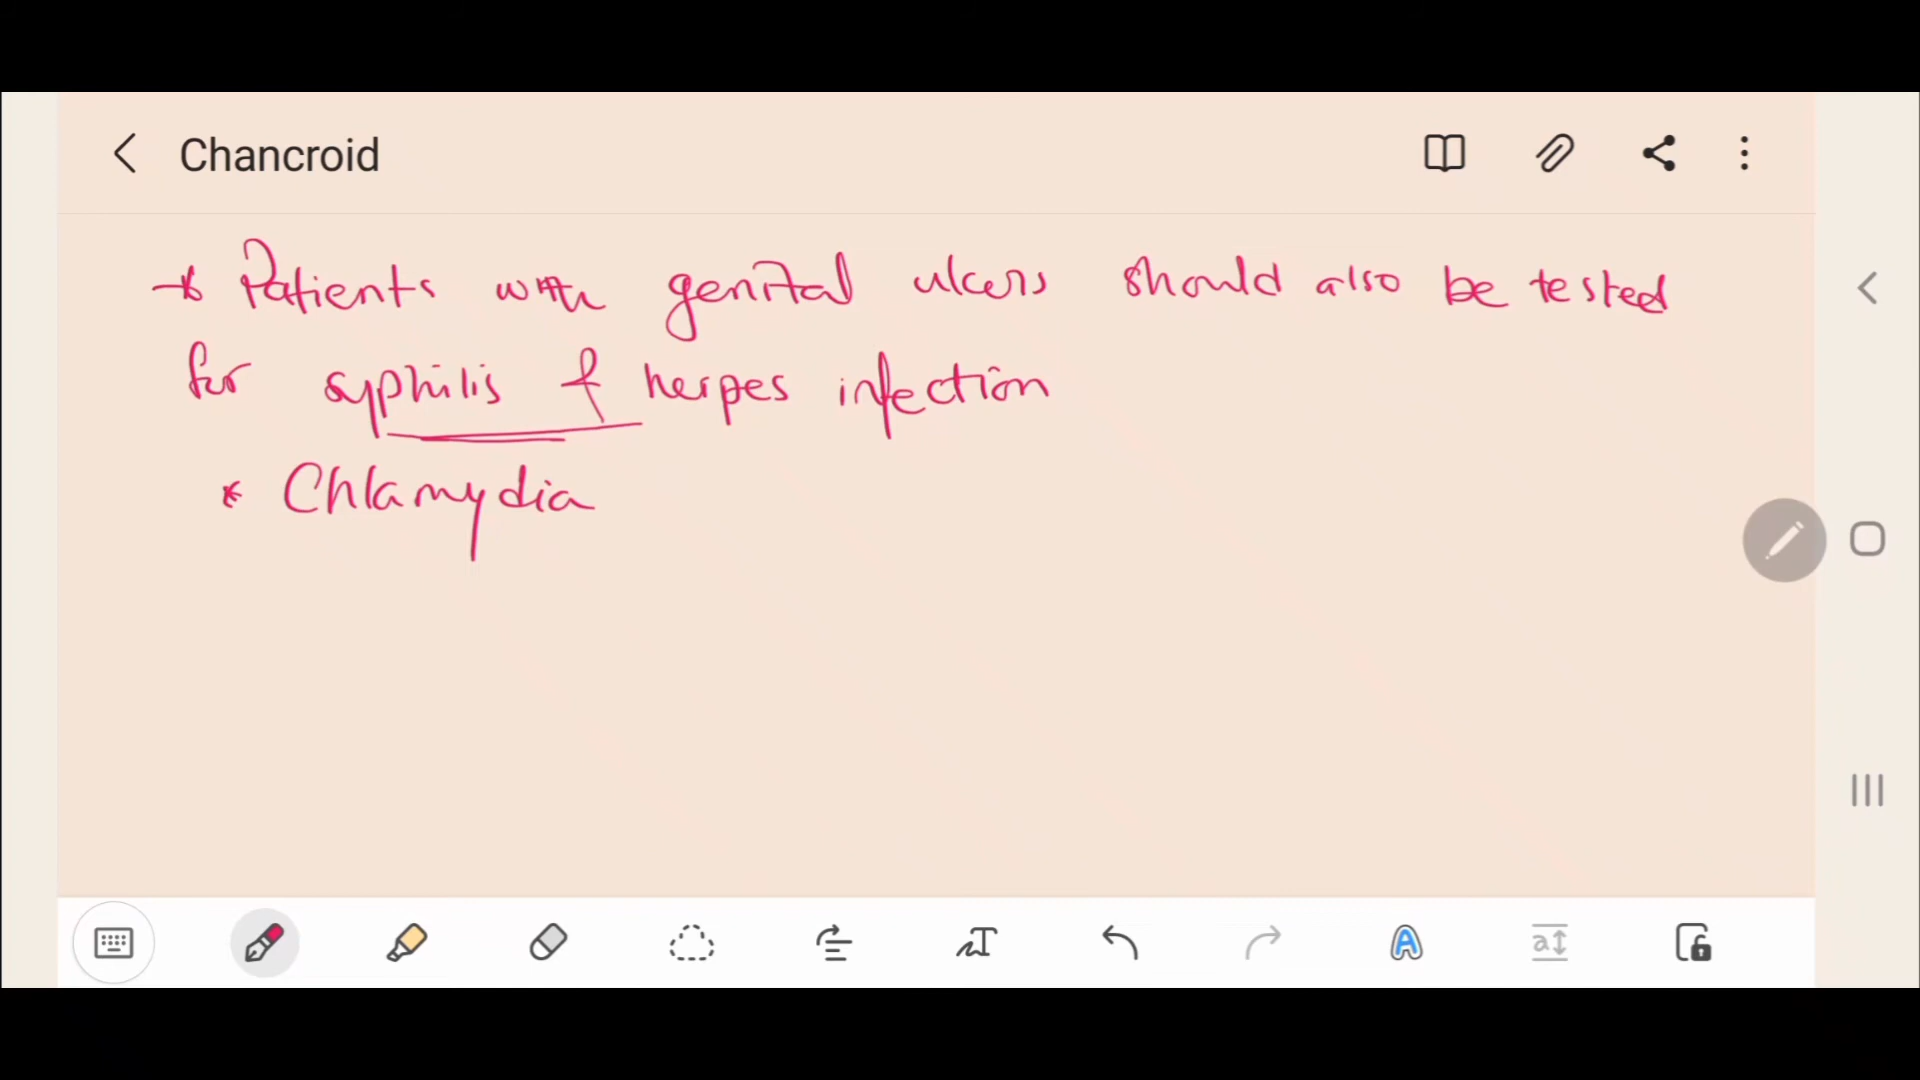 Chancroid
* Patients with genital ulcers should also be tested
for syphilis & herpes infection
* Chlamydia